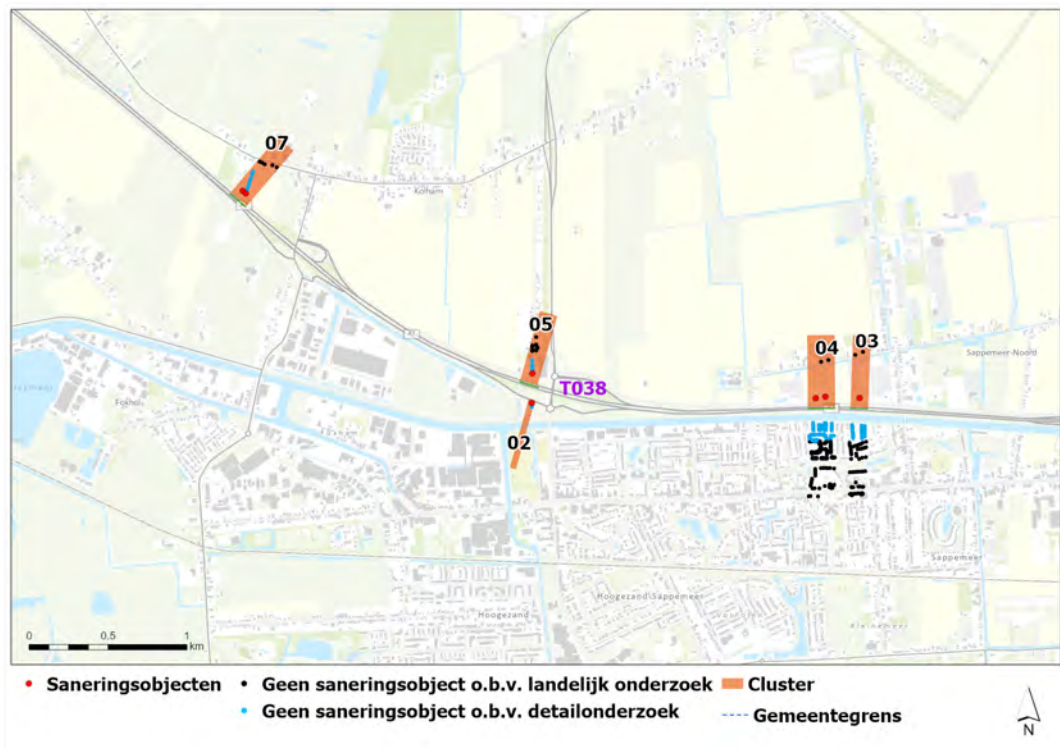 07
Kolham
05
04
03
Sappemeer-Noord
T038
02
Foxhol
Foxham
Sappemeer
Hoogezand-Sappemeer
Hoogezand
Kleinemeer
0 0.5 1
km
Saneringsobjecten
Geen saneringsobject o.b.v. landelijk onderzoek
Cluster
Geen saneringsobject o.b.v. detailonderzoek
Gemeentegrens
N